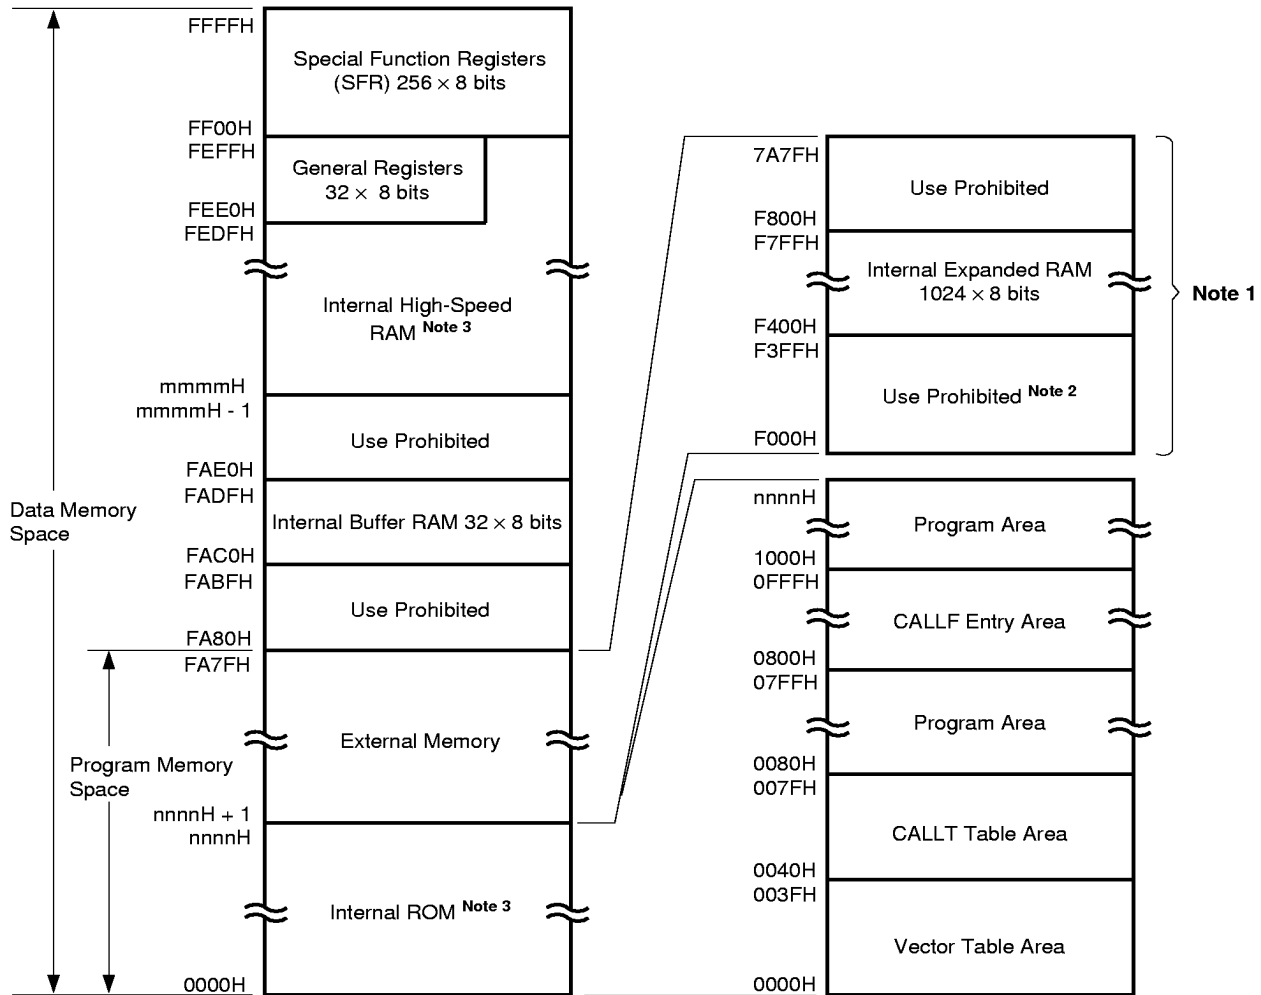 FFFFH
Special Function Registers
(SFR) 256 × 8 bits
FF00H
FEFFH
General Registers
32 × 8 bits
FEE0H
FEDFH
Internal High-Speed
RAM Note 3
mmmmH
mmmmH - 1
Use Prohibited
FAE0H
FADFH
Internal Buffer RAM 32 × 8 bits
FAC0H
FABFH
Use Prohibited
FA80H
FA7FH
External Memory
nnnnH + 1
nnnnH
Internal ROM Note 3
0000H
Data Memory
Space
Program Memory
Space
7A7FH
Use Prohibited
F800H
F7FFH
Internal Expanded RAM
1024 × 8 bits
F400H
F3FFH
Use Prohibited Note 2
F000H
Note 1
nnnnH
Program Area
1000H
0FFFH
CALLF Entry Area
0800H
07FFH
Program Area
0080H
007FH
CALLT Table Area
0040H
003FH
Vector Table Area
0000H